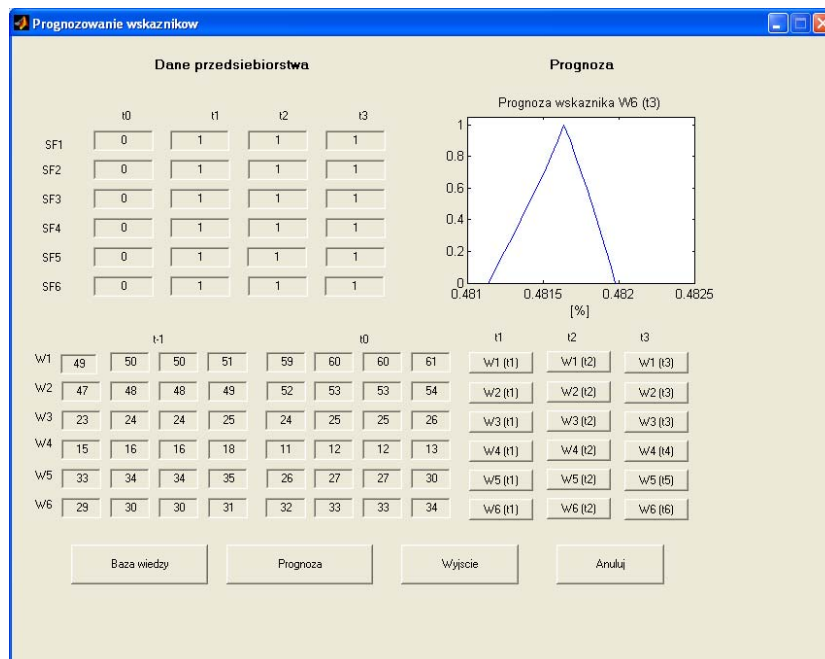 Prognozowanie wskaznikow
Dane przedsiebiorstwa
Prognoza
t0 t1 t2 t3
SF1 0 1 1 1
SF2 0 1 1 1
SF3 0 1 1 1
SF4 0 1 1 1
SF5 0 1 1 1
SF6 0 1 1 1
Prognoza wskaznika W6 (t3)
1
0.8
0.6
0.4
0.2
0
0.481 0.4815 0.482 0.4825
[%]
t-1 t0 t1 t2 t3
W1 49 50 50 51 59 60 60 61 W1 (t1) W1 (t2) W1 (t3)
W2 47 48 48 49 52 53 53 54 W2 (t1) W2 (t2) W2 (t3)
W3 23 24 24 25 24 25 25 26 W3 (t1) W3 (t2) W3 (t3)
W4 15 16 16 18 11 12 12 13 W4 (t1) W4 (t2) W4 (t4)
W5 33 34 34 35 26 27 27 30 W5 (t1) W5 (t2) W5 (t5)
W6 29 30 30 31 32 33 33 34 W6 (t1) W6 (t2) W6 (t6)
Baza wiedzy Prognoza Wyjscie Anuluj